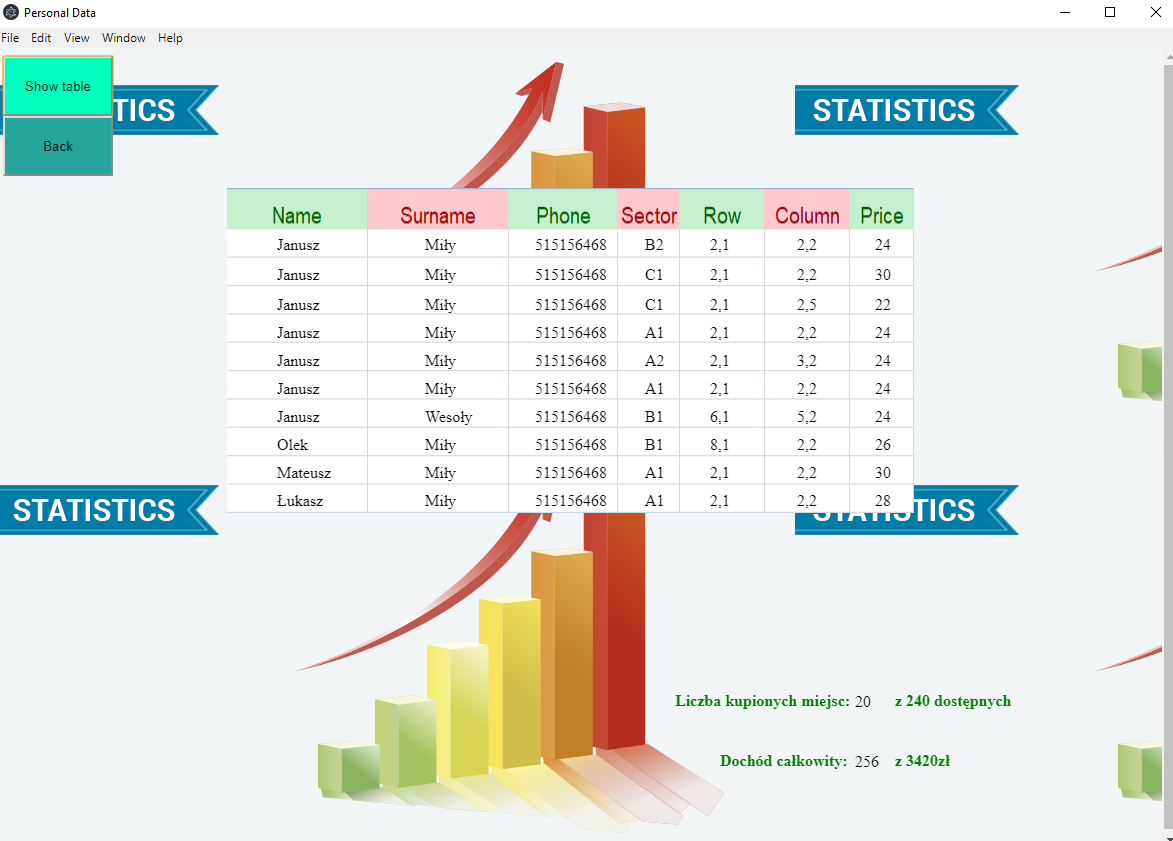 Personal Data
File Edit View Window Help
Show table
TICS
STATISTICS
Back
Name Surname Phone Sector Row Column Price
Janusz Miły 515156468 B2 2,1 2,2 24
Janusz Miły 515156468 C1 2,1 2,2 30
Janusz Miły 515156468 C1 2,1 2,5 22
Janusz Miły 515156468 A1 2,1 2,2 24
Janusz Miły 515156468 A2 2,1 3,2 24
Janusz Miły 515156468 A1 2,1 2,2 24
Janusz Wesoły 515156468 B1 6,1 5,2 24
Olek Miły 515156468 B1 8,1 2,2 26
Mateusz Miły 515156468 A1 2,1 2,2 30
Łukasz Miły 515156468 A1 2,1 2,2 28
STATISTICS
STATISTICS
Liczba kupionych miejsc: 20 z 240 dostępnych
Dochód całkowity: 256 z 3420zł